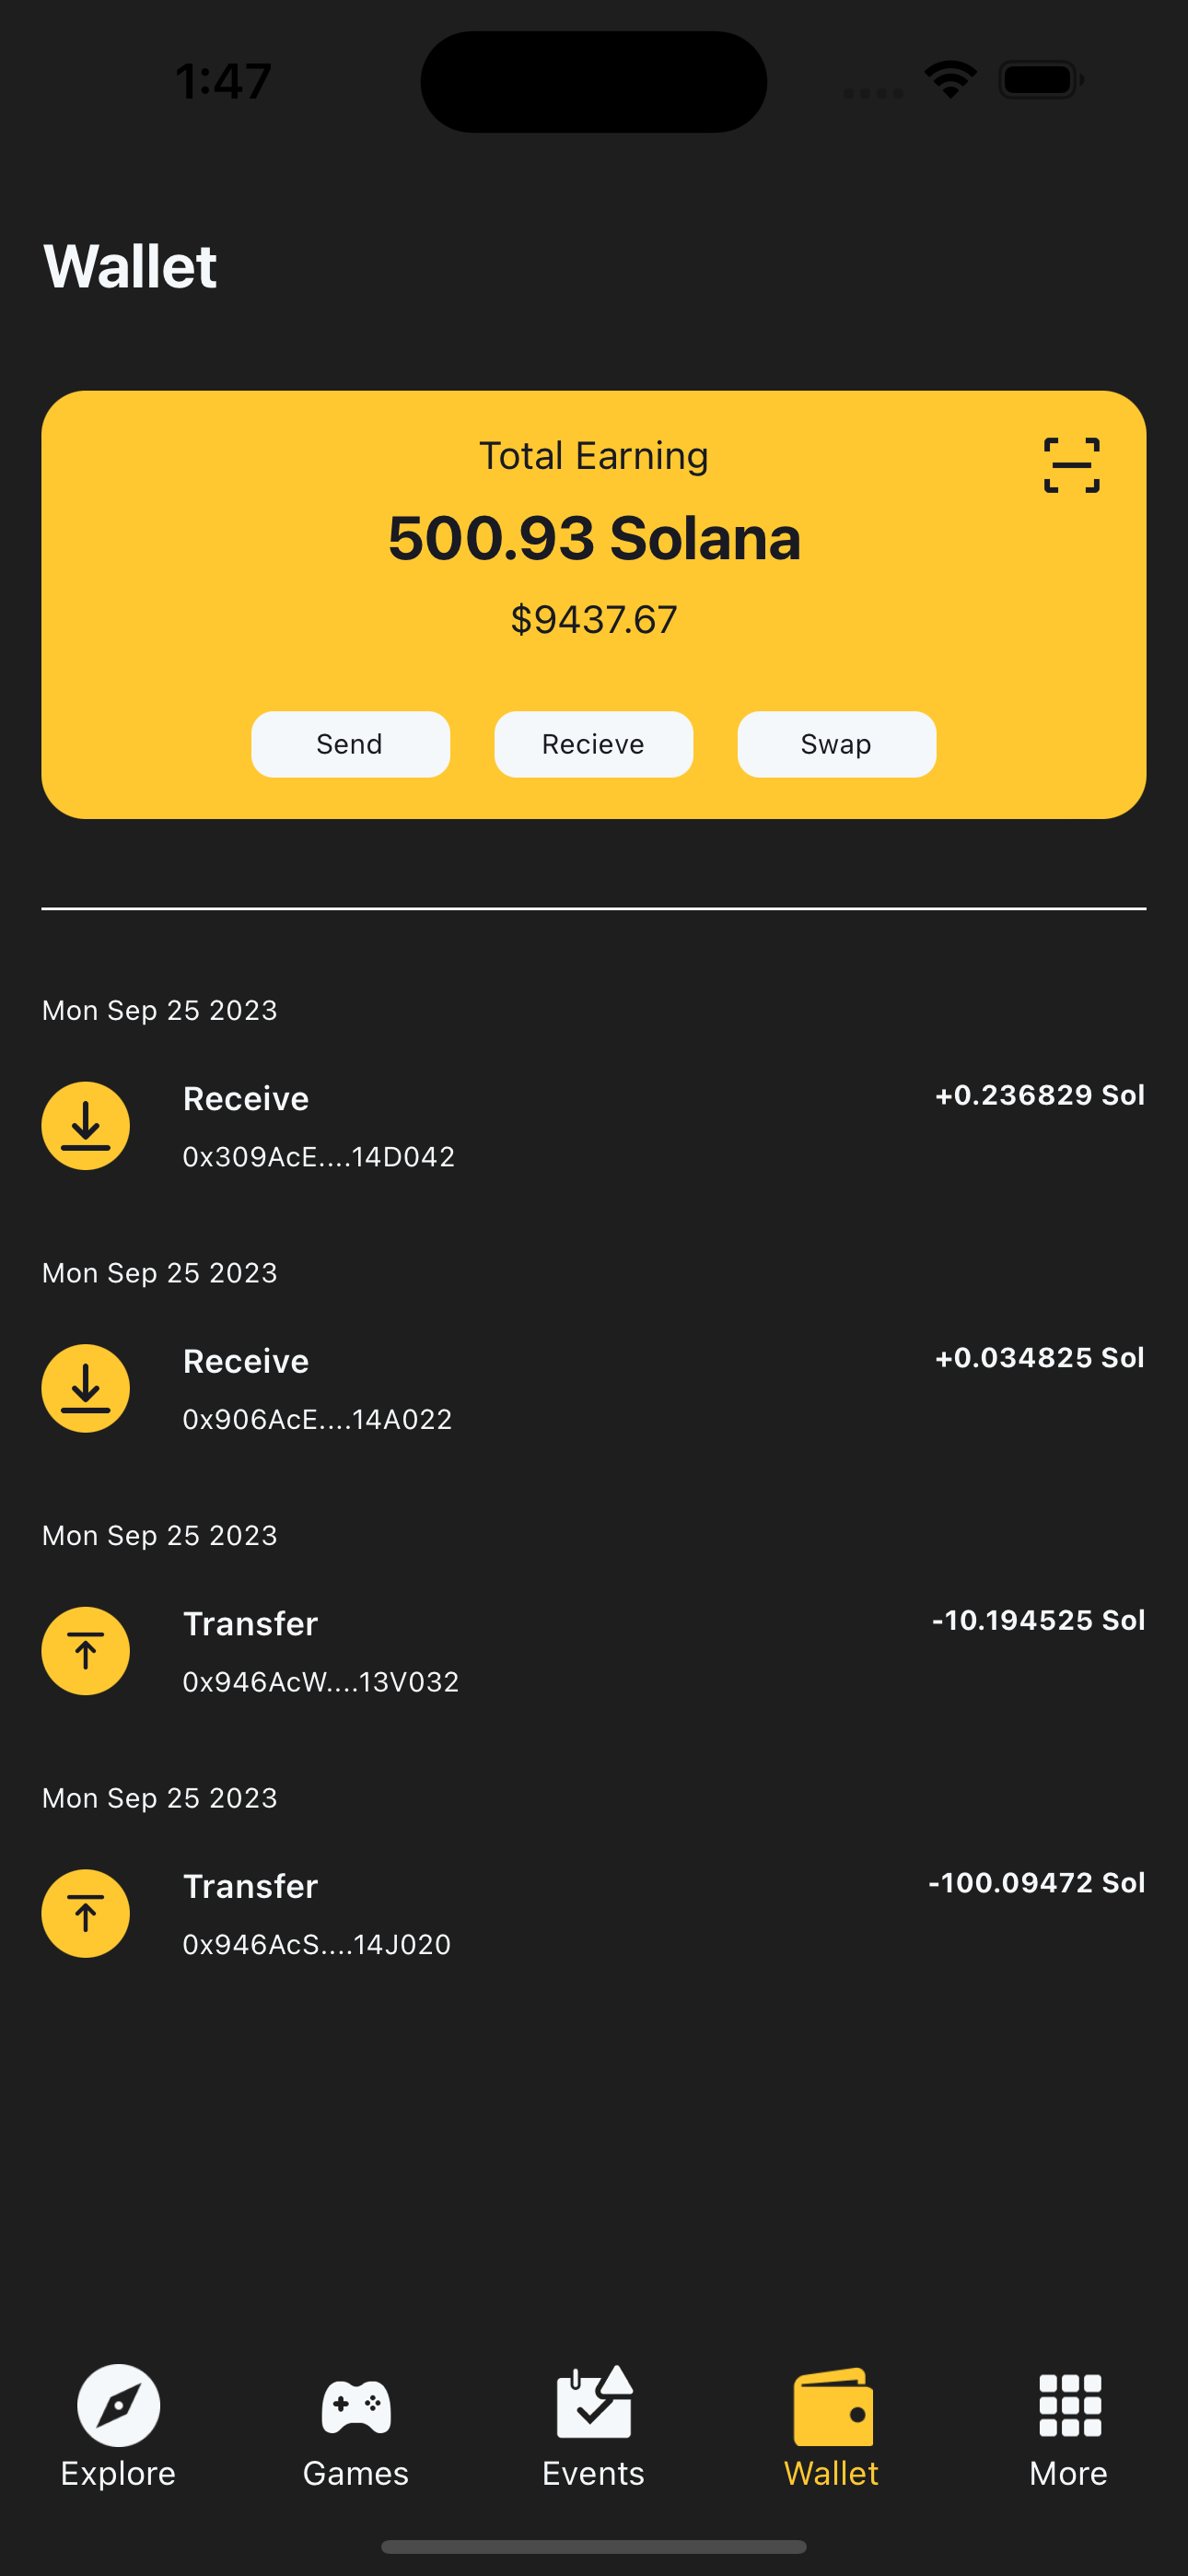 1:47
Wallet
Total Earning
500.93 Solana
$9437.67
Send
Recieve
Swap
Mon Sep 25 2023
Receive
+0.236829 Sol
0x309AcE....14D042
Mon Sep 25 2023
Receive
+0.034825 Sol
0x906AcE....14A022
Mon Sep 25 2023
Transfer
-10.194525 Sol
0x946AcW....13V032
Mon Sep 25 2023
Transfer
-100.09472 Sol
0x946AcS....14J020
Explore
Games
Events
Wallet
More